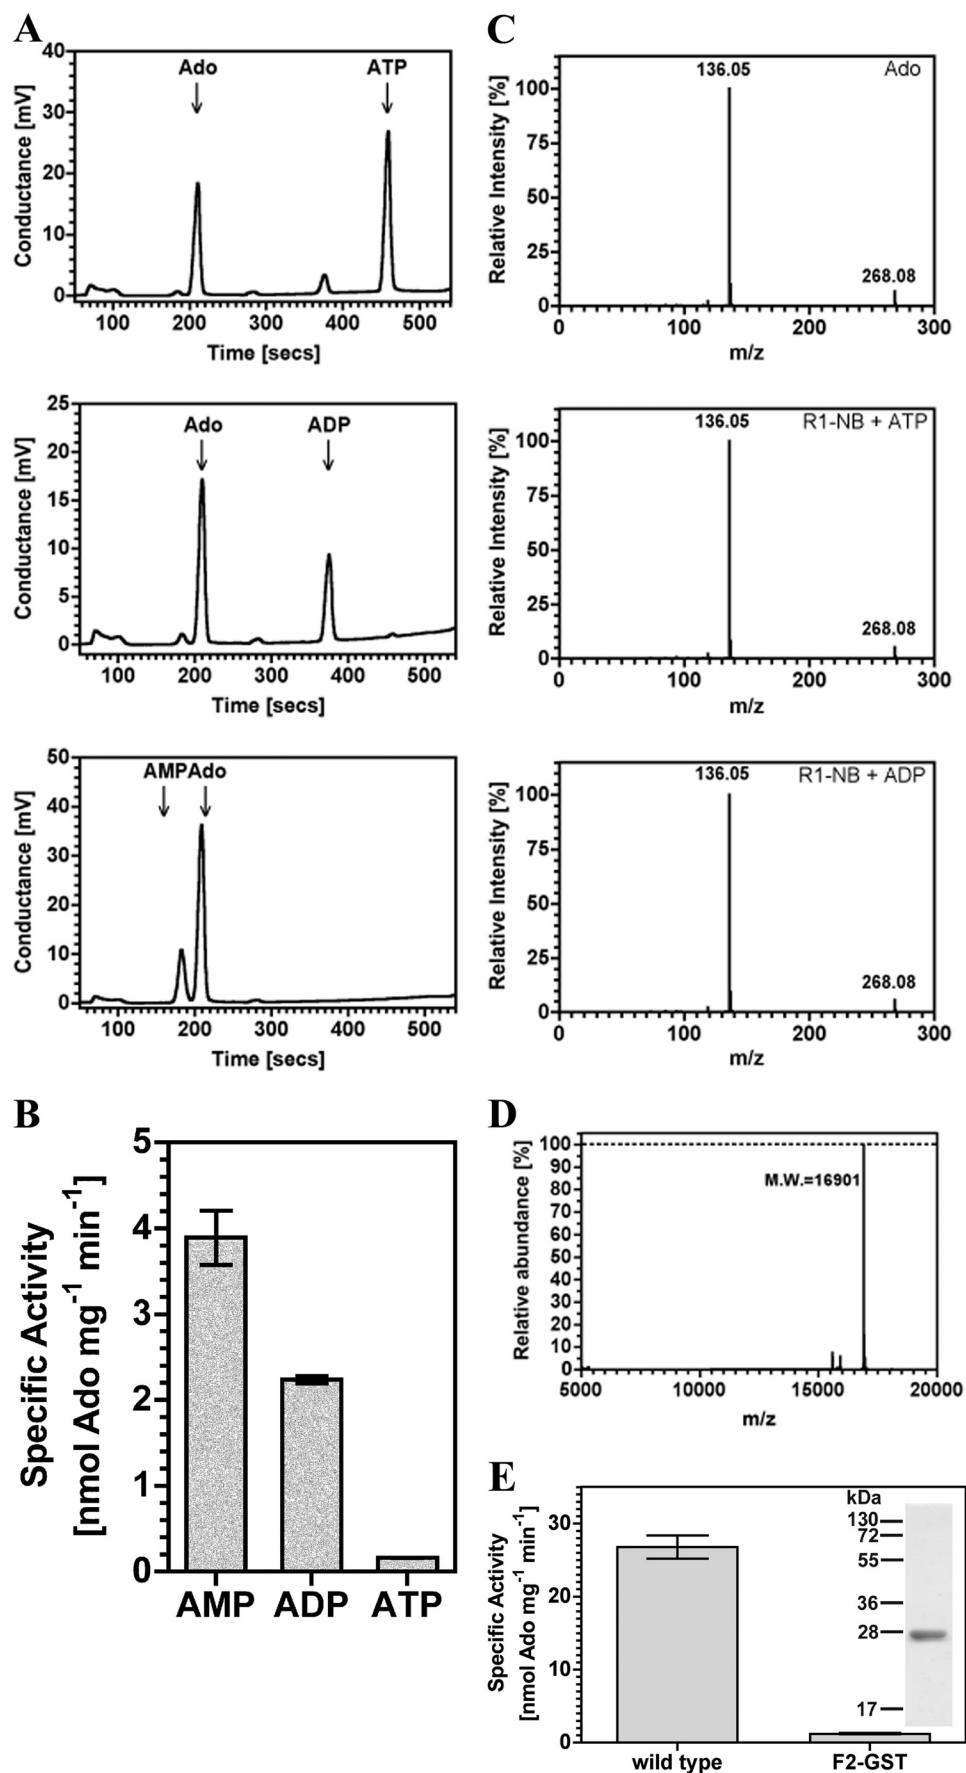 A
Conductance [mV]
40
30
20
10
0
Ado
ATP
100 200 300 400 500
Time [secs]
Conductance [mV]
25
20
15
10
5
0
Ado
ADP
100 200 300 400 500
Time [secs]
Conductance [mV]
50
40
30
20
10
0
AMPAdo
100 200 300 400 500
Time [secs]
C
Relative Intensity [%]
100
75
50
25
0
136.05
Ado
268.08
0 100 200 300
m/z
Relative Intensity [%]
100
75
50
25
0
136.05
R1-NB + ATP
268.08
0 100 200 300
m/z
Relative Intensity [%]
100
75
50
25
0
136.05
R1-NB + ADP
268.08
0 100 200 300
m/z
B
Specific Activity
[nmol Ado mg⁻¹ min⁻¹]
5
4
3
2
1
0
AMP ADP ATP
D
Relative abundance [%]
100
90
80
70
60
50
40
30
20
10
0
M.W.=16901
5000 10000 15000 20000
m/z
E
Specific Activity
[nmol Ado mg⁻¹ min⁻¹]
30
20
10
0
kDa
130
72
55
36
28
17
wild type F2-GST